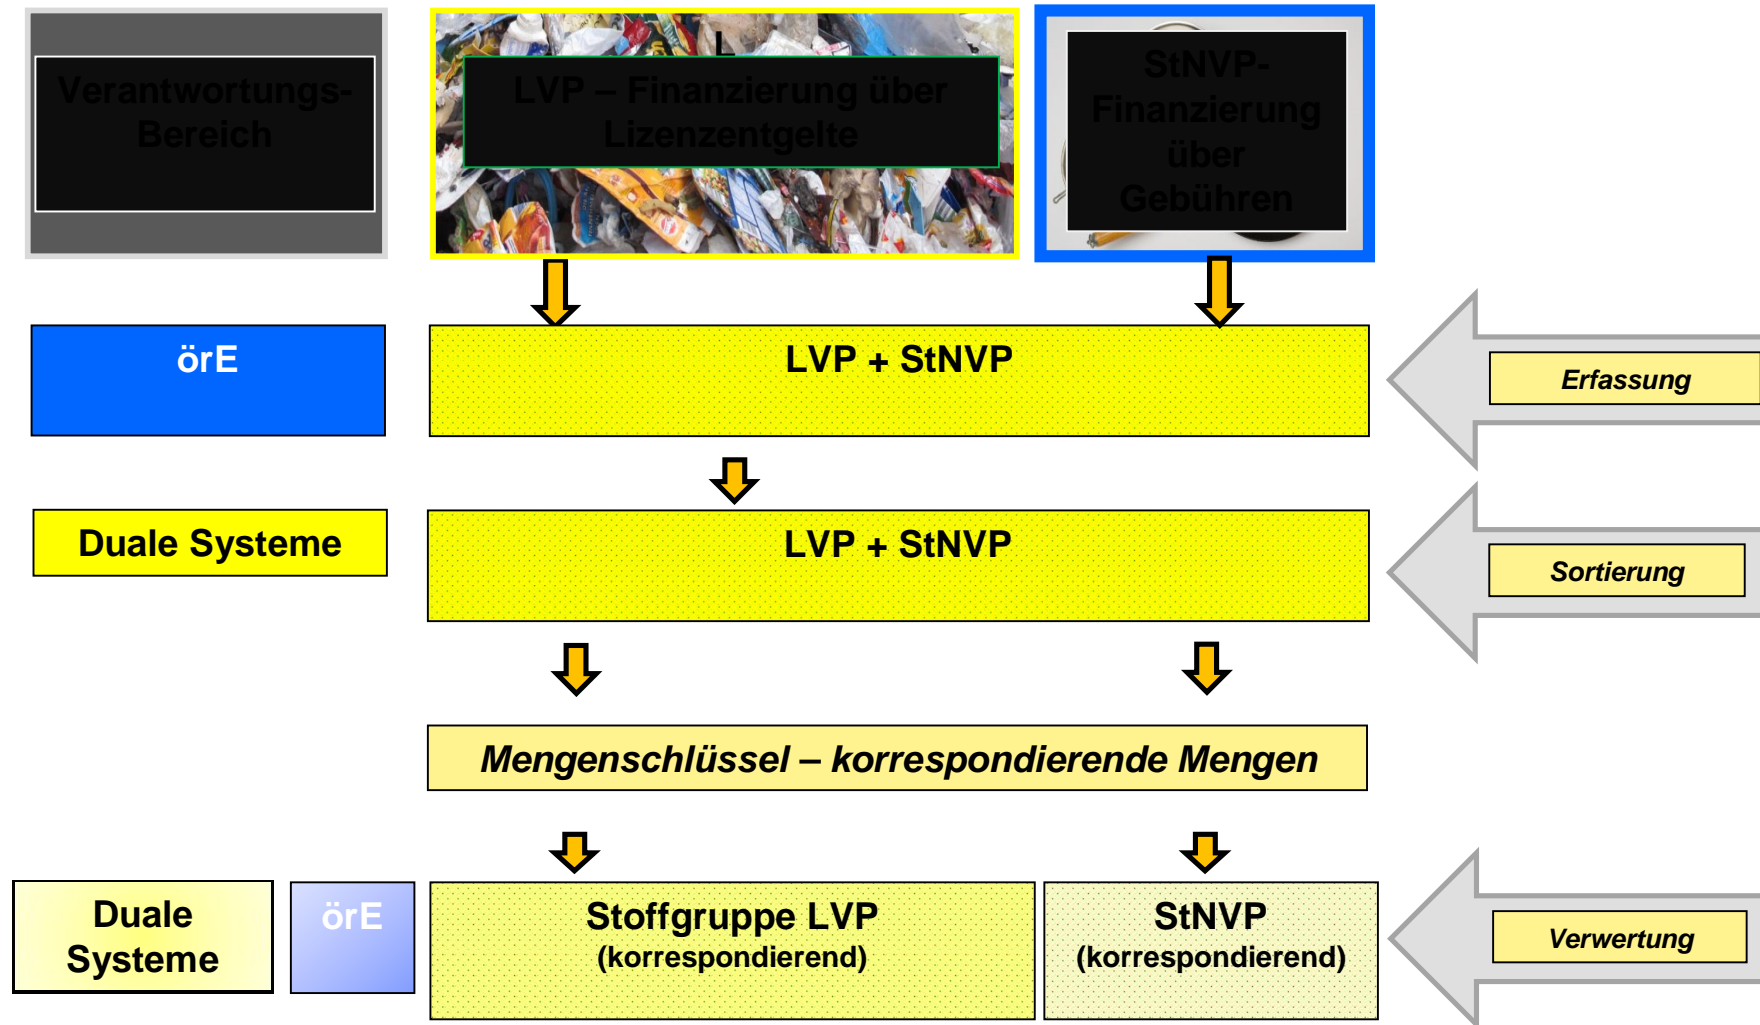 Verantwortungs-
Bereich
L
LVP – Finanzierung über
Lizenzentgelte
StNVP-
Finanzierung
über
Gebühren
örE
LVP + StNVP
Erfassung
Duale Systeme
LVP + StNVP
Sortierung
Mengenschlüssel – korrespondierende Mengen
Duale
Systeme
örE
Stoffgruppe LVP
(korrespondierend)
StNVP
(korrespondierend)
Verwertung